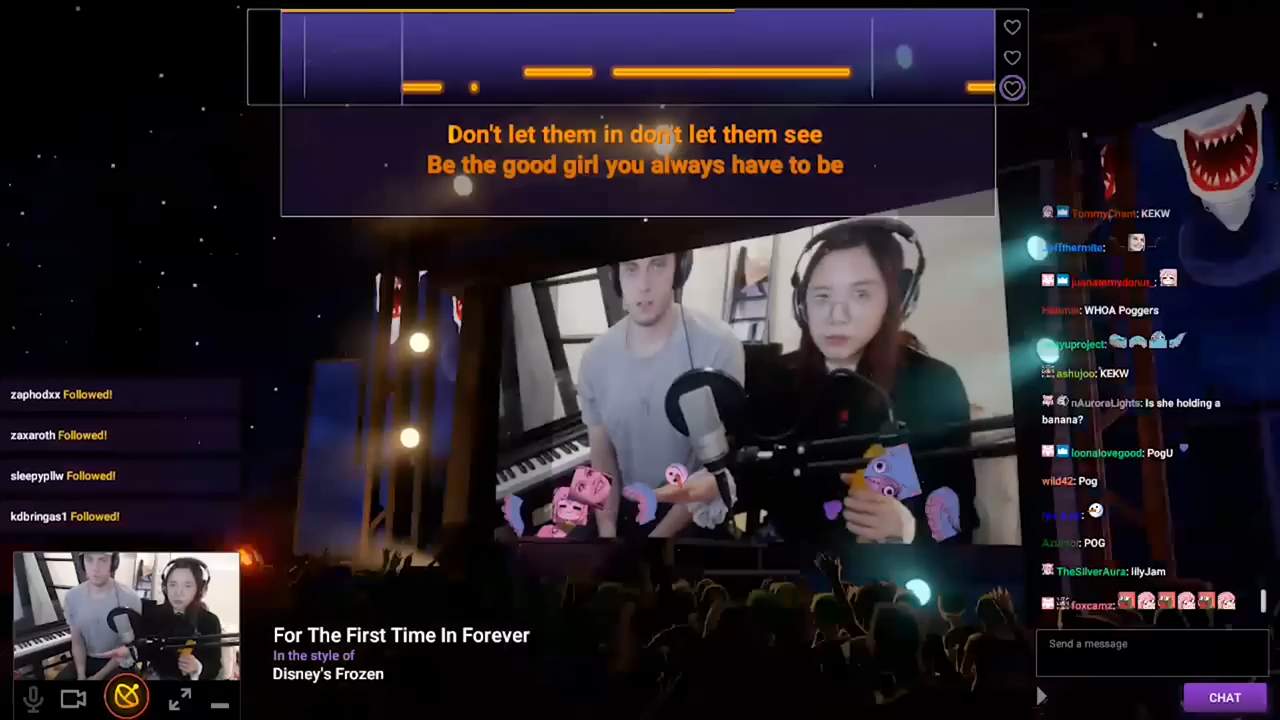 Don't let them in don't let them see
Be the good girl you always have to be
TommyChant: KEKW
juanaremydonus_:
WHOA Poggers
ashujoo: KEKW
nAuroraLights: Is she holding a
banana?
loonalovegood: PogU
wild42: Pog
POG
TheSilverAura: lilyJam
foxcamz:
Send a message
CHAT
zaphodxx Followed!
zaxaroth Followed!
sleepypllw Followed!
kdbringas1 Followed!
For The First Time In Forever
In the style of
Disney's Frozen